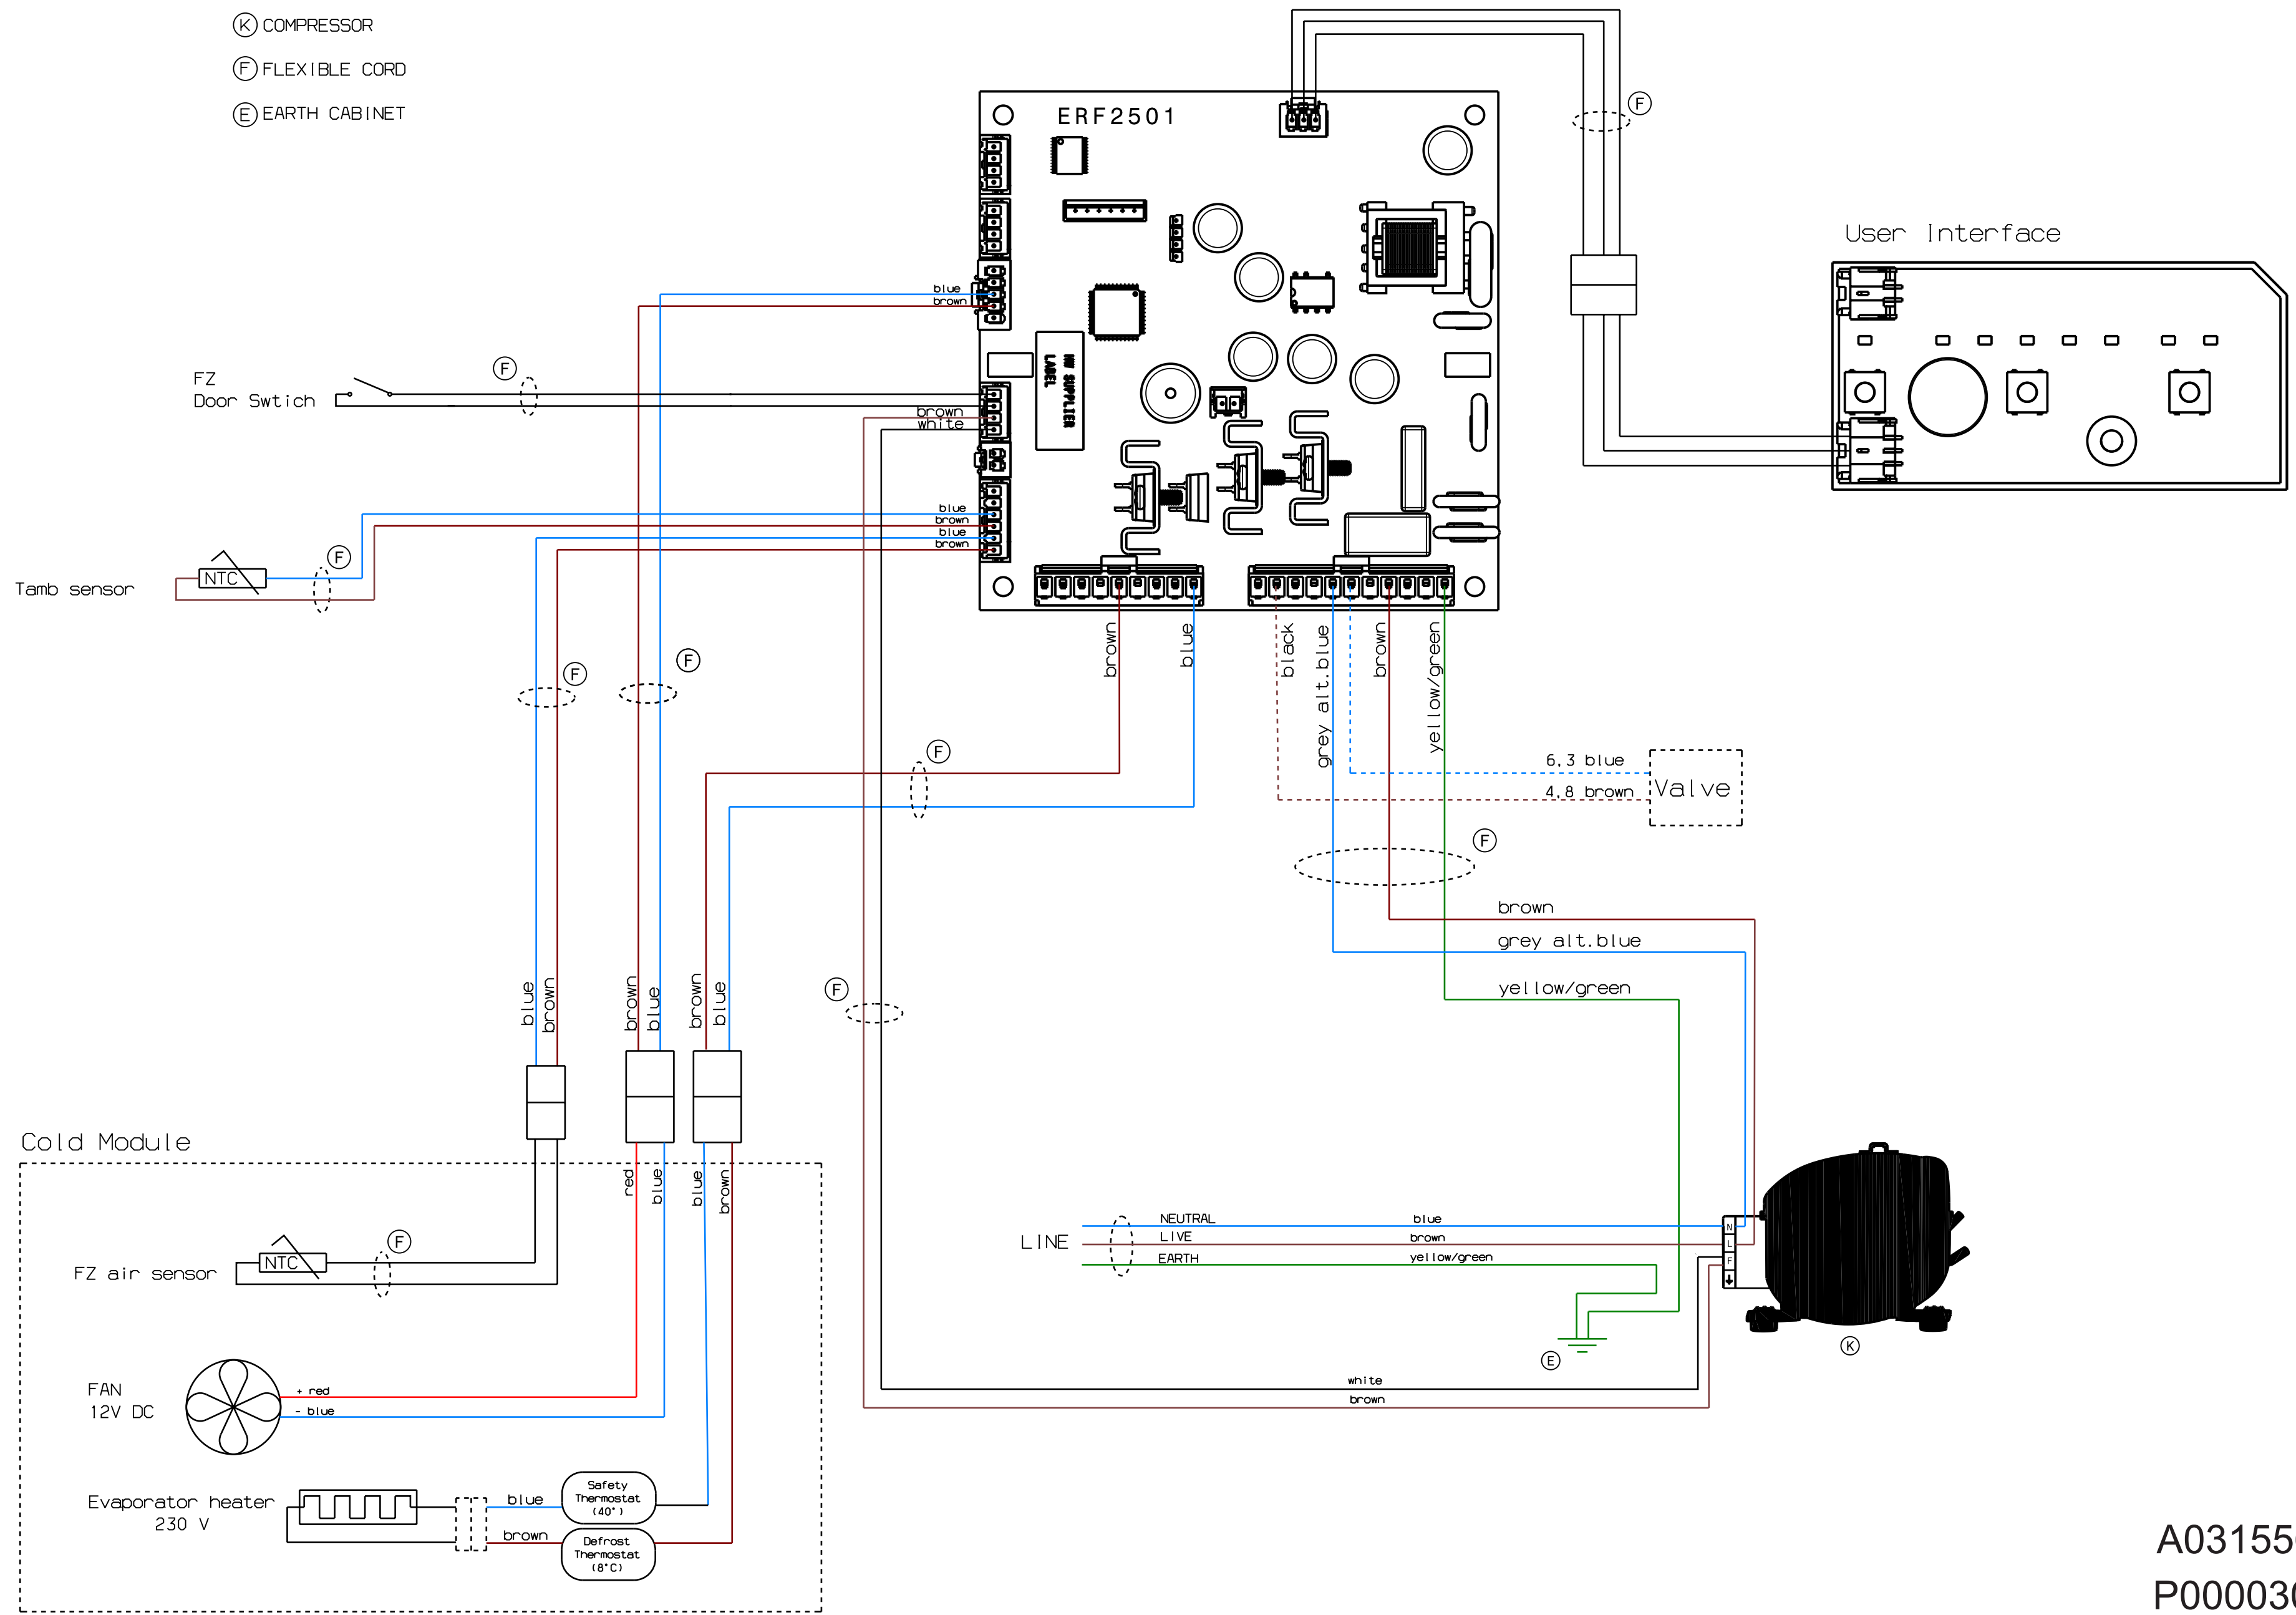 K COMPRESSOR
F FLEXIBLE CORD
E EARTH CABINET
ERF2501
F
User Interface
blue
brown
HW SUPPLIER
LABEL
FZ
Door Swtich
F
brown
white
blue
brown
blue
brown
F
NTC
Tamb sensor
F
F
brown
blue
black
grey alt.blue
brown
yellow/green
F
6,3 blue
4,8 brown
Valve
F
brown
grey alt.blue
yellow/green
blue
brown
brown
blue
brown
blue
F
Cold Module
red
blue
blue
brown
LINE
NEUTRAL
blue
LIVE
brown
EARTH
yellow/green
N
L
F
F
NTC
FZ air sensor
E
K
FAN
12V DC
+ red
- blue
white
brown
Evaporator heater
230 V
blue
brown
Safety
Thermostat
(40°)
Defrost
Thermostat
(8°C)
A03155
P000030